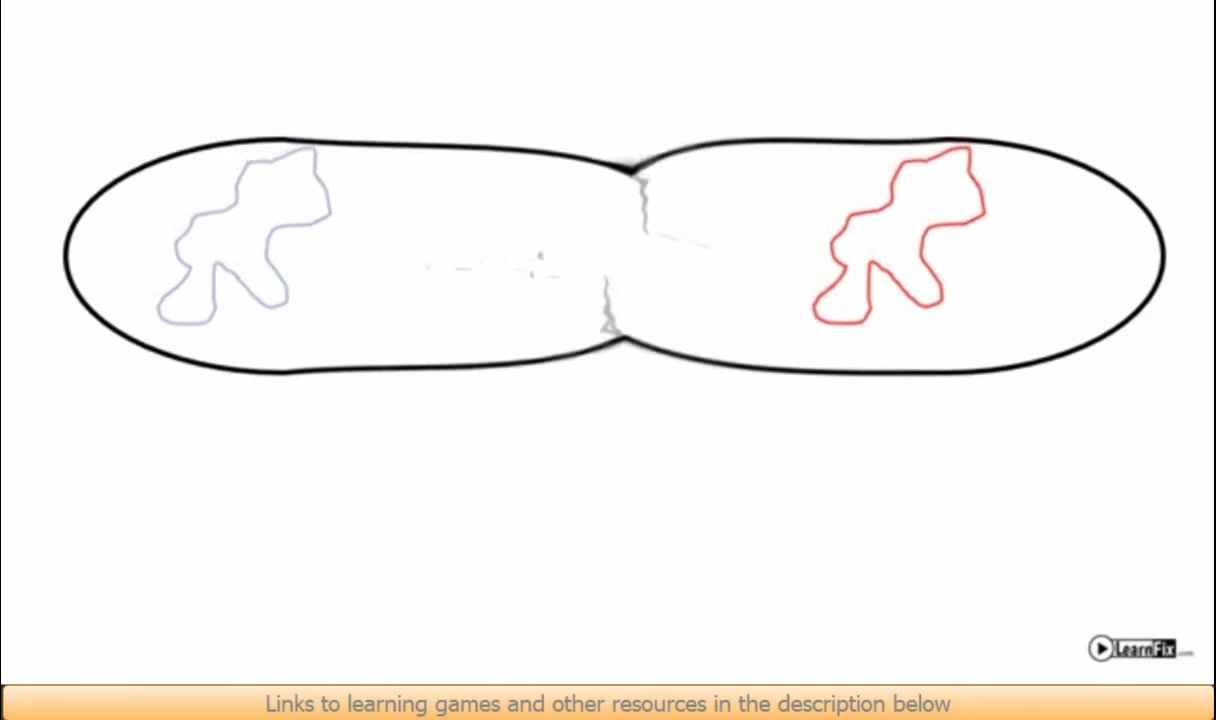 LearnFix
Links to learning games and other resources in the description below